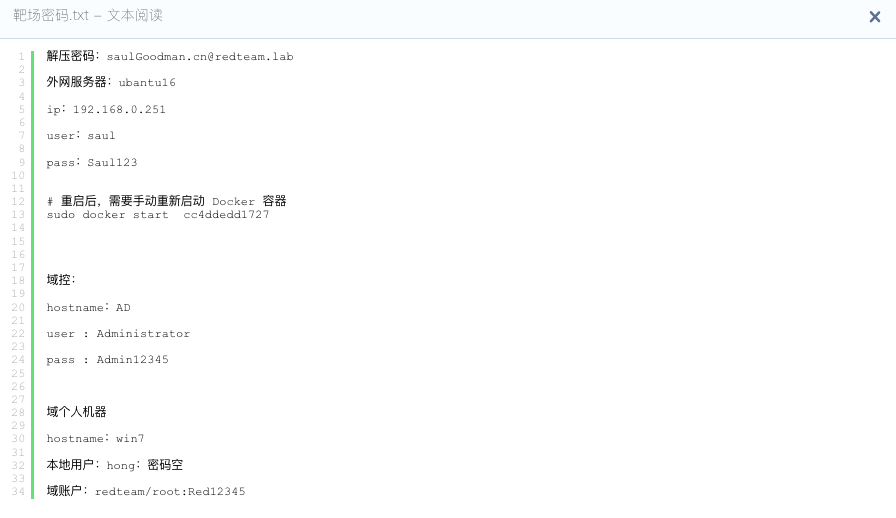 靶场密码.txt – 文本阅读
1 解压密码: saulGoodman.cn@redteam.lab
2
3 外网服务器: ubantu16
4
5 ip: 192.168.0.251
6
7 user: saul
8
9 pass: Saul123
10
11
12 # 重启后, 需要手动重新启动 Docker 容器
13 sudo docker start  cc4ddedd1727
14
15
16
17
18 域控:
19
20 hostname: AD
21
22 user : Administrator
23
24 pass : Admin12345
25
26
27
28 域个人机器
29
30 hostname: win7
31
32 本地用户: hong: 密码空
33
34 域账户: redteam/root:Red12345